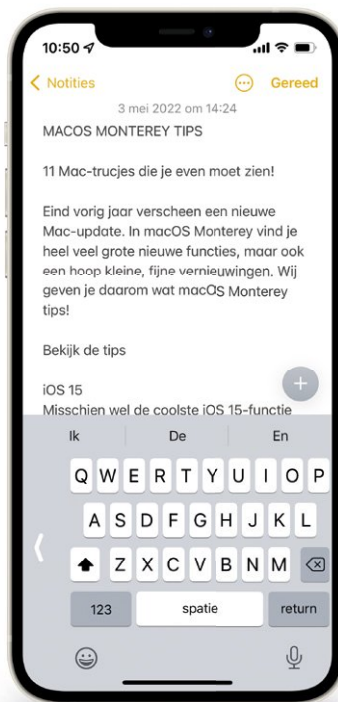 10:50
Notities
Gereed
3 mei 2022 om 14:24
MACOS MONTEREY TIPS
11 Mac-trucjes die je even moet zien!
Eind vorig jaar verscheen een nieuwe
Mac-update. In macOS Monterey vind je
heel veel grote nieuwe functies, maar ook
een hoop kleine, fijne vernieuwingen. Wij
geven je daarom wat macOS Monterey
tips!
Bekijk de tips
iOS 15
Misschien wel de coolste iOS 15-functie
Ik De En
Q W E R T Y U I O P
A S D F G H J K L
Z X C V B N M
123 spatie return